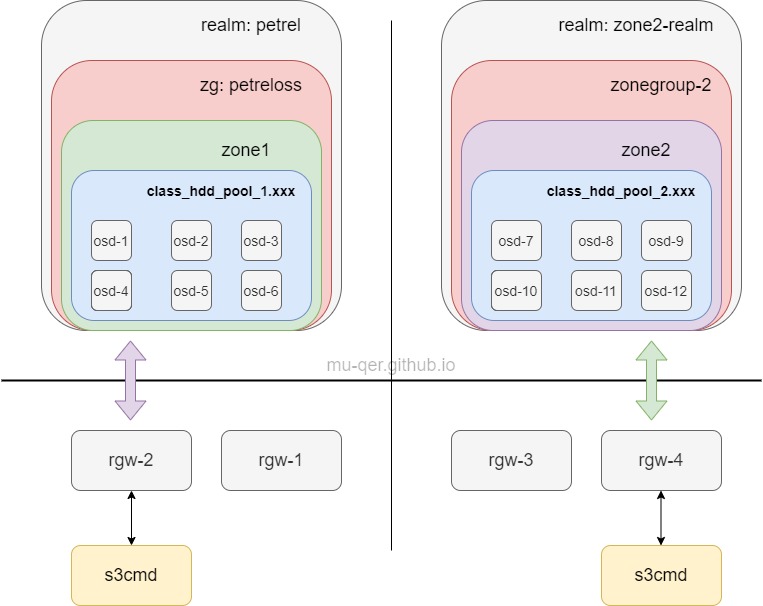 realm: petrel
zg: petreloss
zone1
class_hdd_pool_1.xxx
osd-1 osd-2 osd-3
osd-4 osd-5 osd-6
realm: zone2-realm
zonegroup-2
zone2
class_hdd_pool_2.xxx
osd-7 osd-8 osd-9
osd-10 osd-11 osd-12
mu-qer.github.io
rgw-2 rgw-1
rgw-3 rgw-4
s3cmd
s3cmd